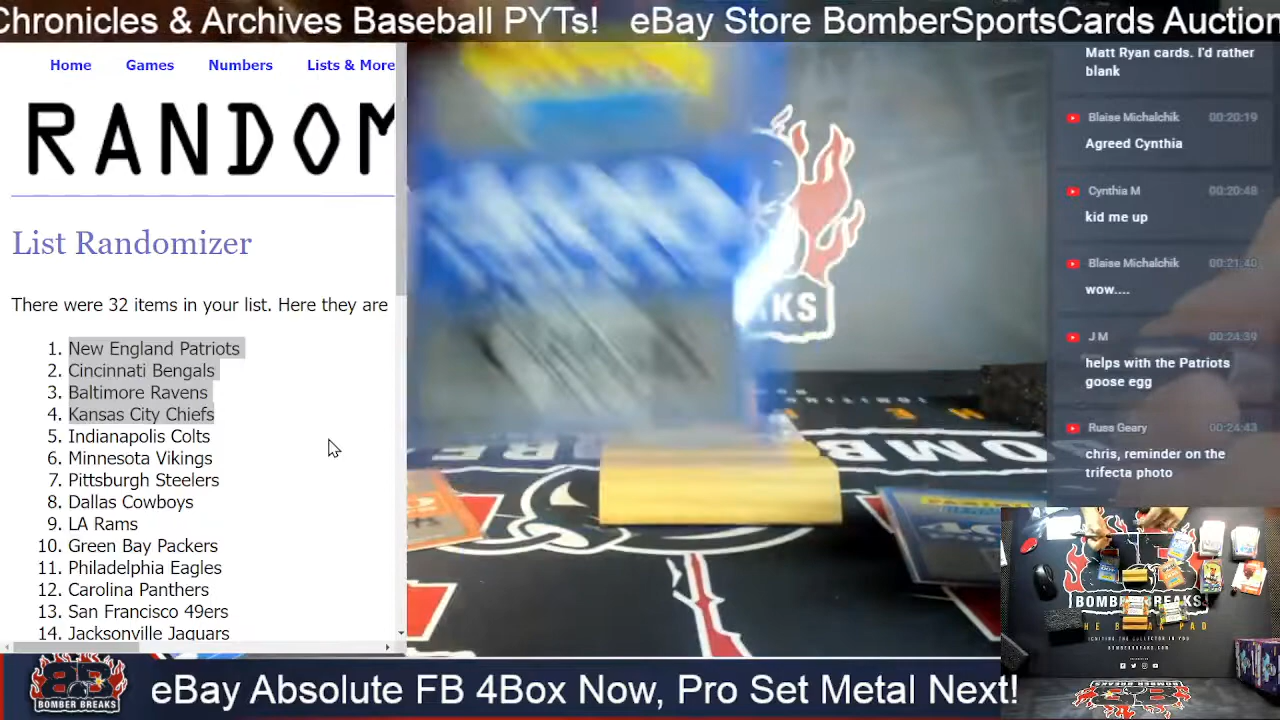 Chronicles & Archives Baseball PYTs! eBay Store BomberSportsCards Auction
Home Games Numbers Lists & More
RANDOM
List Randomizer
There were 32 items in your list. Here they are
1. New England Patriots
2. Cincinnati Bengals
3. Baltimore Ravens
4. Kansas City Chiefs
5. Indianapolis Colts
6. Minnesota Vikings
7. Pittsburgh Steelers
8. Dallas Cowboys
9. LA Rams
10. Green Bay Packers
11. Philadelphia Eagles
12. Carolina Panthers
13. San Francisco 49ers
14. Jacksonville Jaguars
Matt Ryan cards. I'd rather
blank
Blaise Michalchik 00:20:19
Agreed Cynthia
Cynthia M 00:20:48
kid me up
Blaise Michalchik 00:21:40
wow....
J M 00:24:39
helps with the Patriots
goose egg
Russ Geary 00:24:43
chris, reminder on the
trifecta photo
BOMBER BREAKS
BOMBER BREAKS
eBay Absolute FB 4Box Now, Pro Set Metal Next!